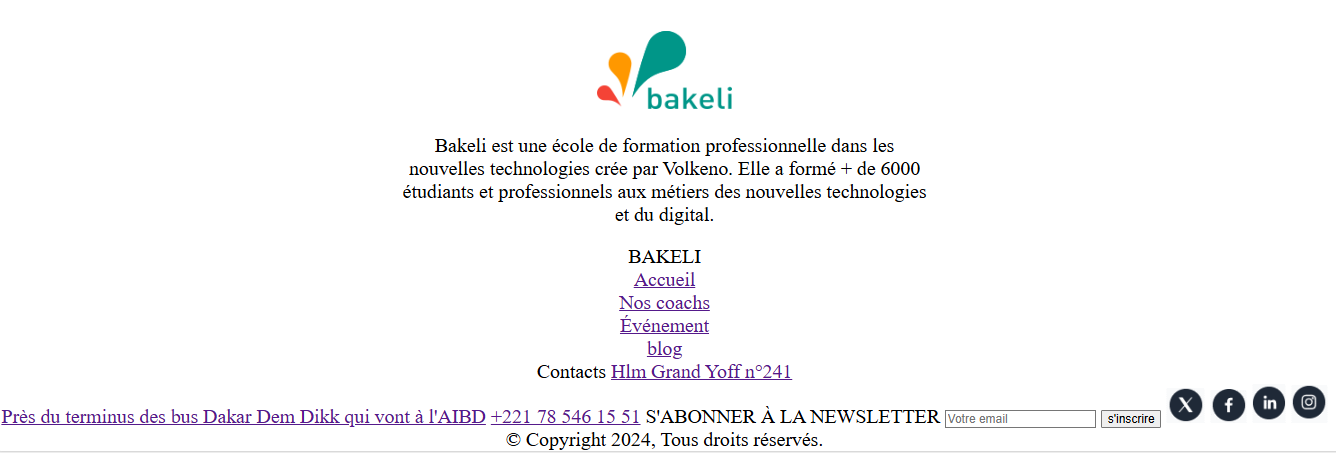 bakeli
Bakeli est une école de formation professionnelle dans les
nouvelles technologies crée par Volkeno. Elle a formé + de 6000
étudiants et professionnels aux métiers des nouvelles technologies
et du digital.
BAKELI
Accueil
Nos coachs
Événement
blog
Contacts Hlm Grand Yoff n°241
Près du terminus des bus Dakar Dem Dikk qui vont à l'AIBD +221 78 546 15 51 S'ABONNER À LA NEWSLETTER Votre email s'inscrire X f in
© Copyright 2024, Tous droits réservés.